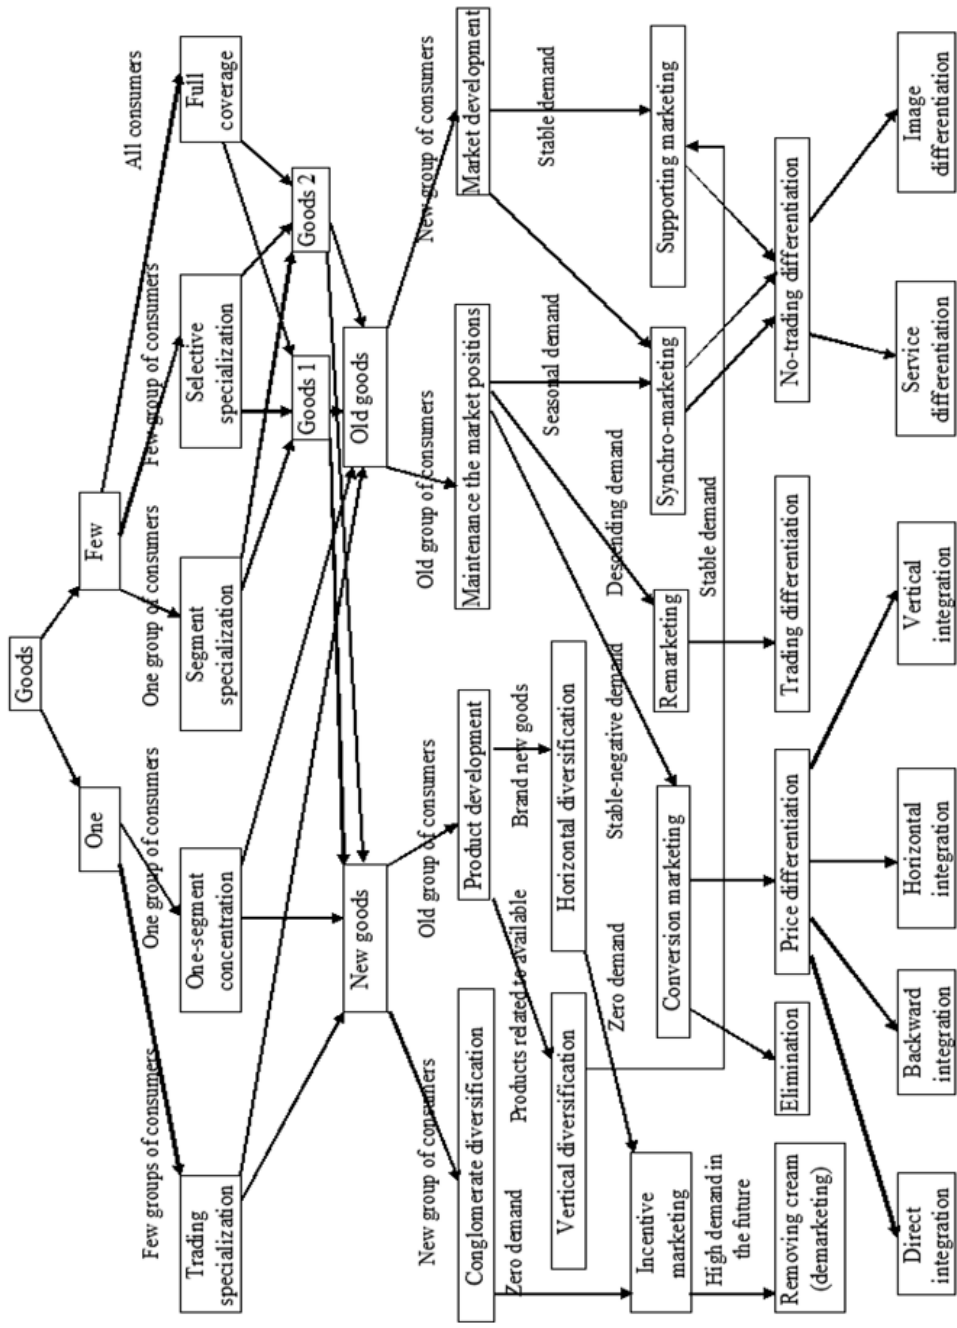 Goods
One
Few
Few groups of consumers
One group of consumers
One group of consumers
Few group of consumers
All consumers
Trading
specialization
One-segment
concentration
Segment
specialization
Selective
specialization
Full
coverage
Goods 1
Goods 2
New goods
Old goods
New group of consumers
Old group of consumers
Old group of consumers
New group of consumers
Conglomerate diversification
Product development
Maintenance the market positions
Market development
Zero demand
Products related to available
Brand new goods
Seasonal demand
Stable demand
Vertical diversification
Horizontal diversification
Zero demand
Stable-negative demand
Descending demand
Incentive
marketing
Conversion marketing
Remarketing
Synchro-marketing
Supporting marketing
High demand in
the future
Stable demand
Removing cream
(demarketing)
Elimination
Price differentiation
Trading differentiation
No-trading differentiation
Direct
integration
Backward
integration
Horizontal
integration
Vertical
integration
Service
differentiation
Image
differentiation